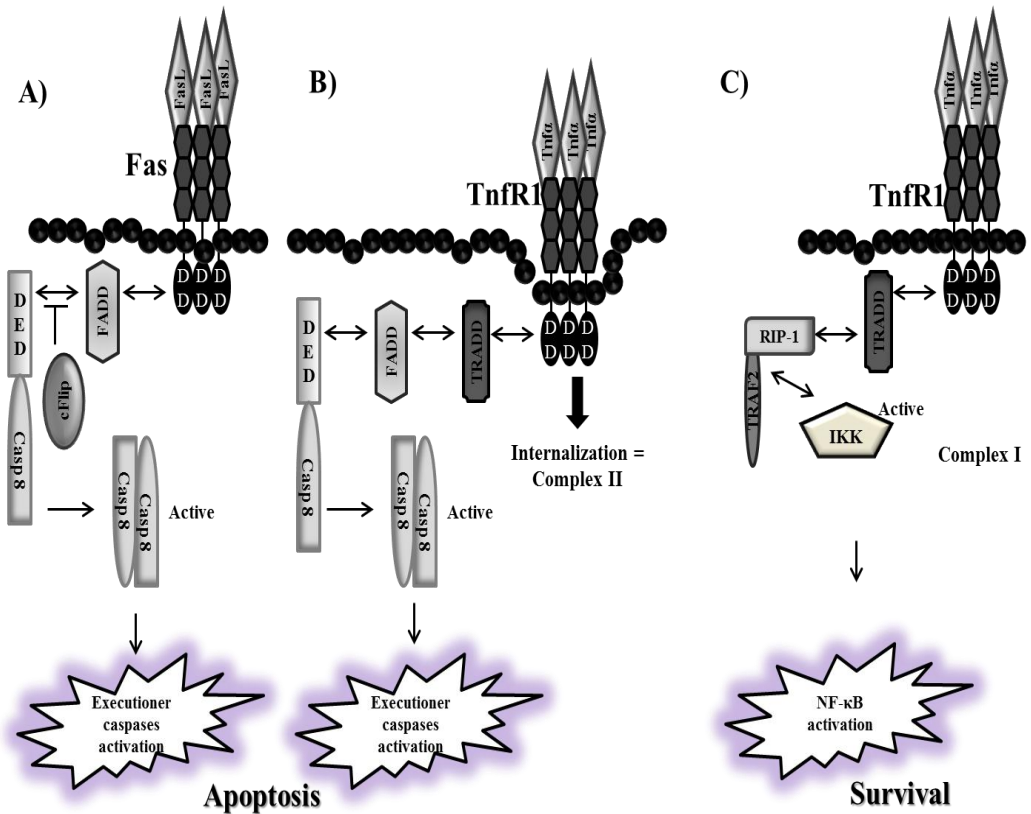 A)
FasL
FasL
FasL
Fas
D D D
D D D
D
E
D
FADD
cFlip
Casp 8
Casp 8
Casp 8
Active
Executioner
caspases
activation
B)
Tnfα
Tnfα
Tnfα
TnfR1
D D D
D D D
D
E
D
FADD
TRADD
Internalization =
Complex II
Casp 8
Casp 8
Casp 8
Active
Executioner
caspases
activation
Apoptosis
C)
Tnfα
Tnfα
Tnfα
TnfR1
D D D
D D D
TRADD
RIP-1
TRAF2
Active
IKK
Complex I
NF-κB
activation
Survival